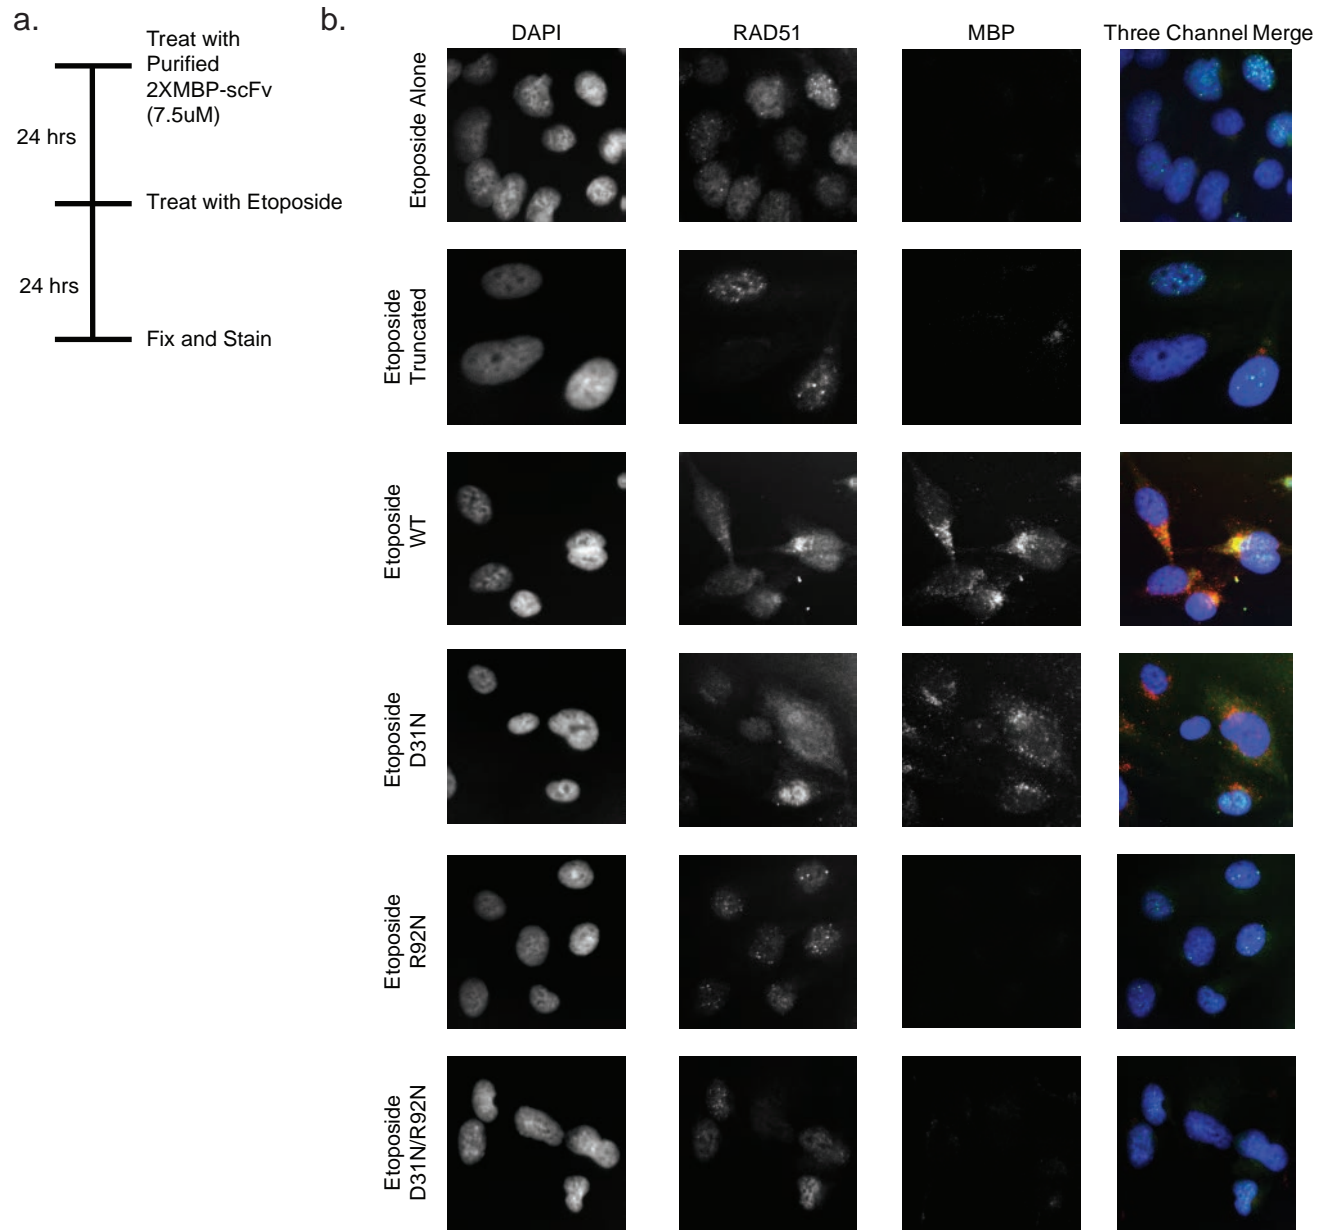 a.
Treat with
Purified
2XMBP-scFv
(7.5uM)
24 hrs
Treat with Etoposide
24 hrs
Fix and Stain
b.
DAPI
RAD51
MBP
Three Channel Merge
Etoposide Alone
Etoposide
Truncated
Etoposide
WT
Etoposide
D31N
Etoposide
R92N
Etoposide
D31N/R92N